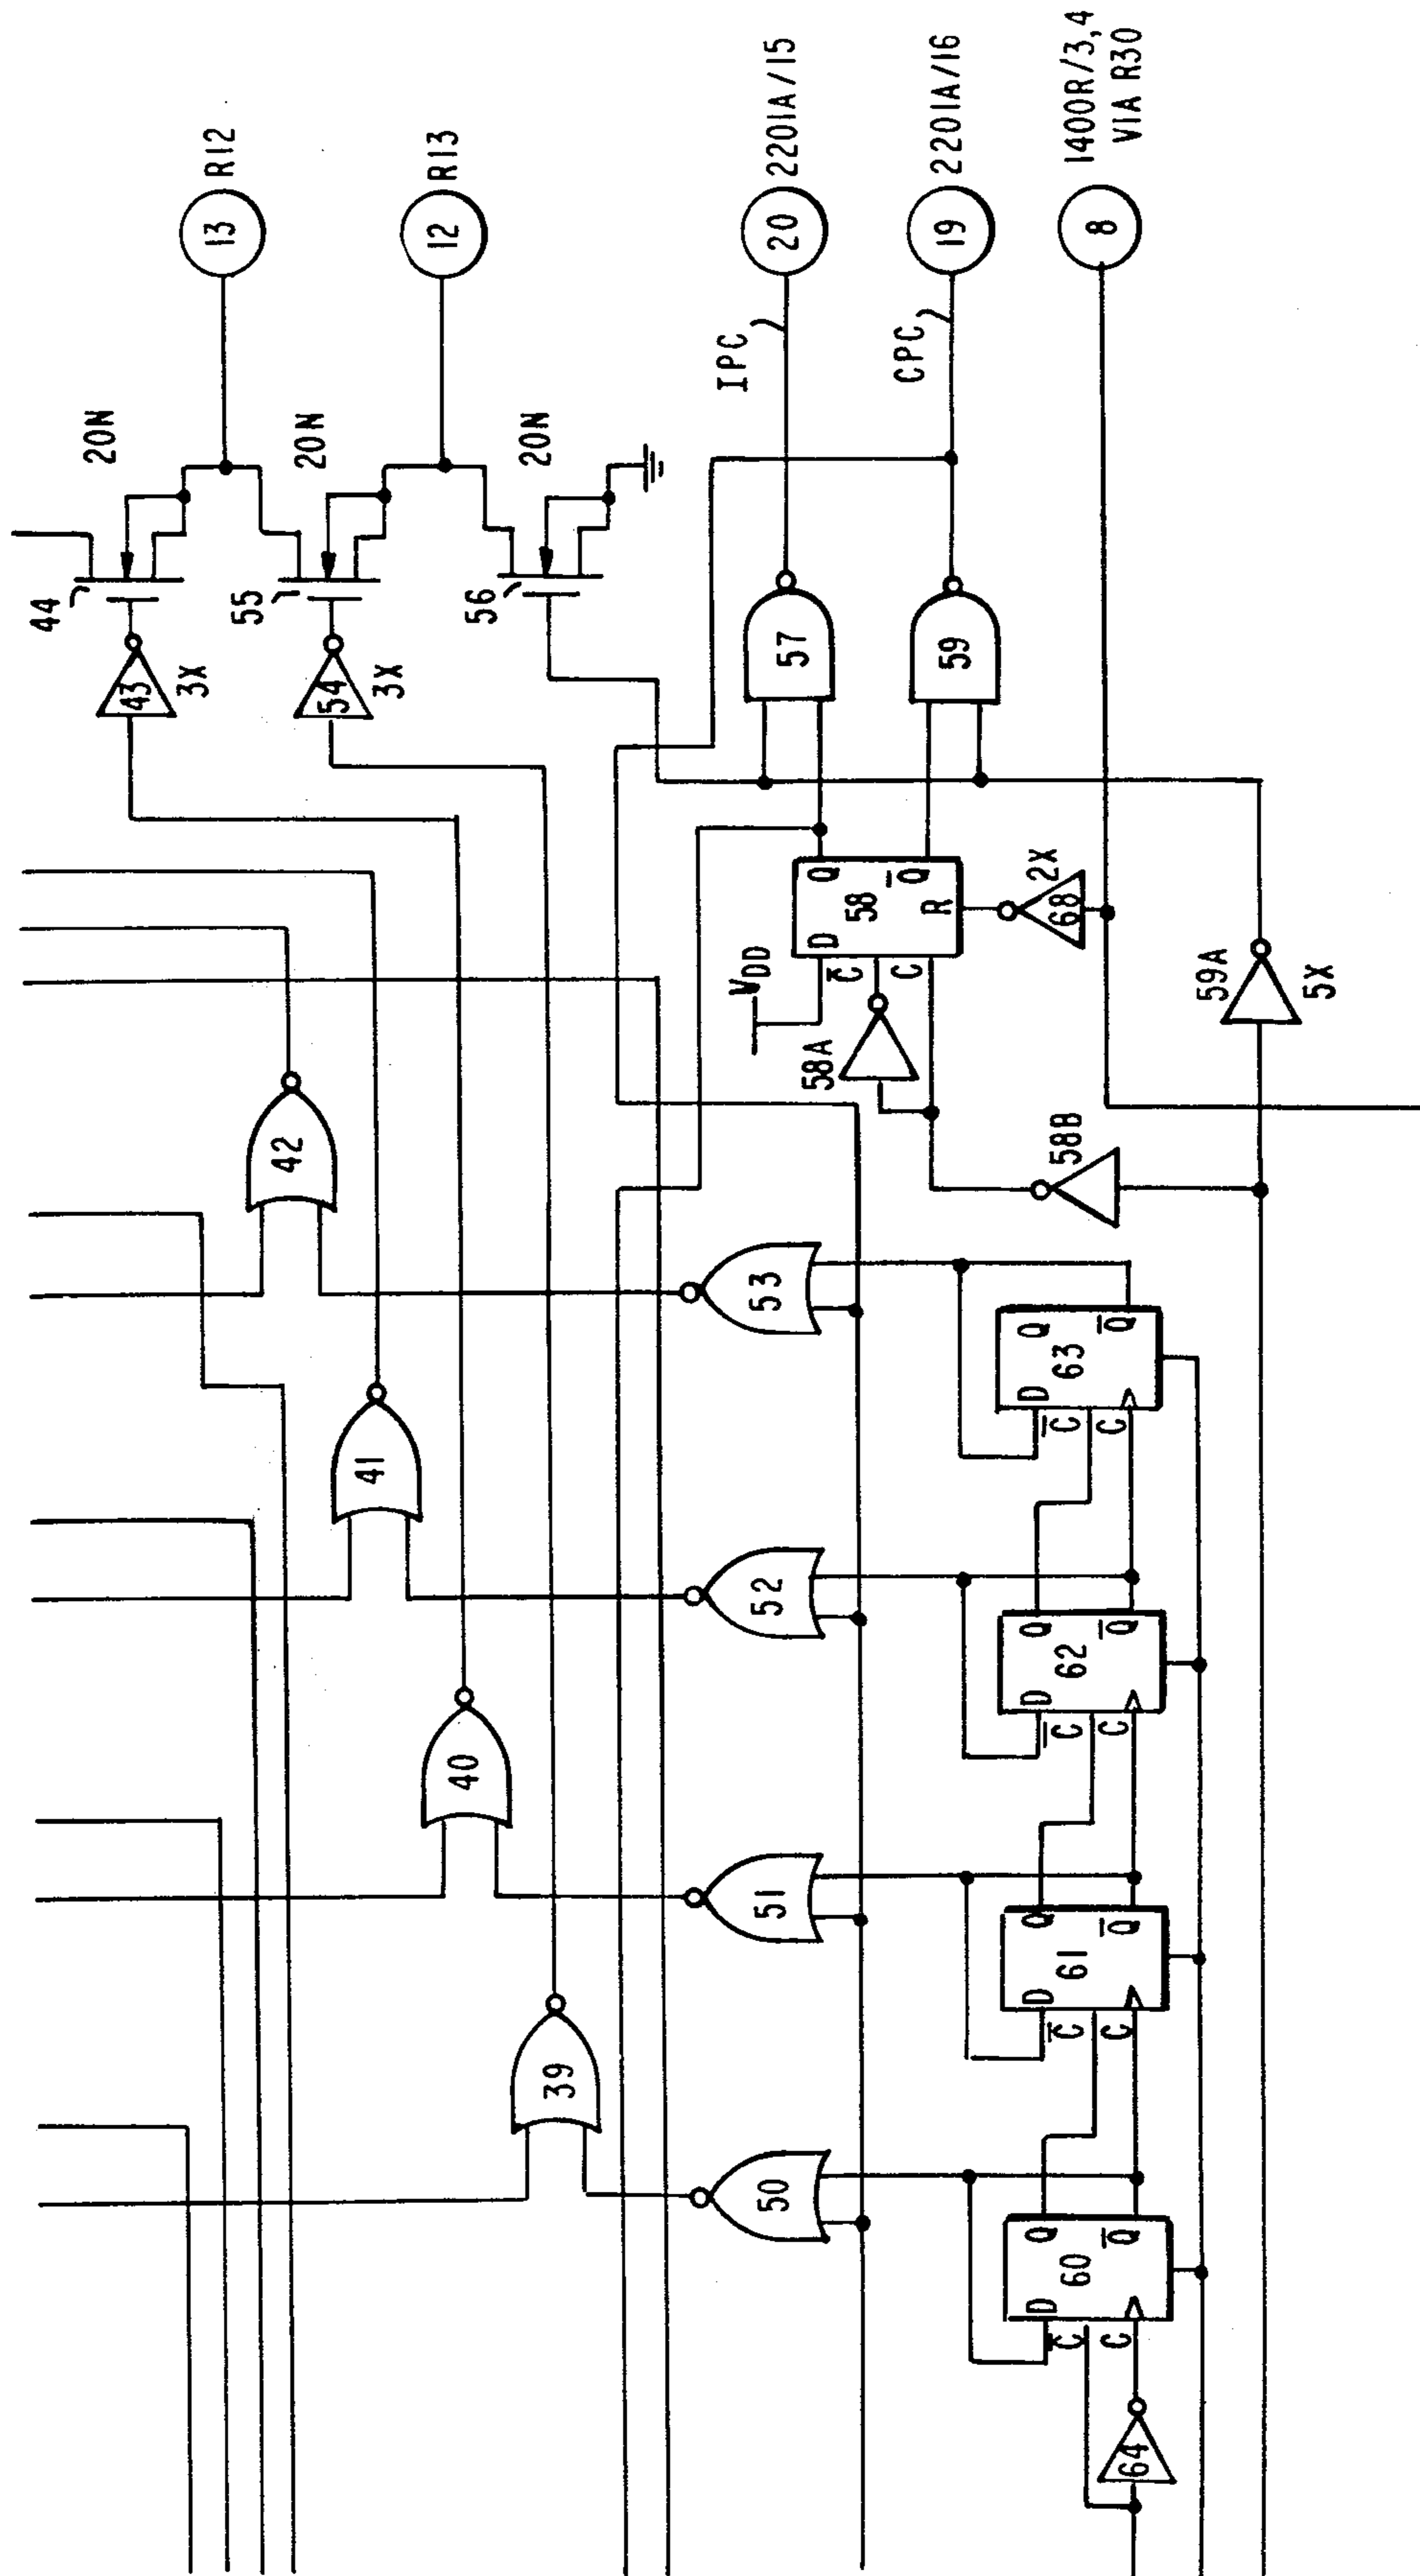 13 R12
20N
44
43
3X
12 R13
20N
55
54
3X
20N
56
IPC
20 2201A/15
CPC
19 2201A/16
8 1400R/3,4
VIA R30
57
59
VDD
D Q
58
C̅ Q̅
C R
58A
68 2X
59A
5X
58B
42
41
40
39
53
52
51
50
D Q
63
C̅
C Q̅
D Q
62
C̅
C Q̅
D Q
61
C̅
C Q̅
D Q
60
C̅
C Q̅
64